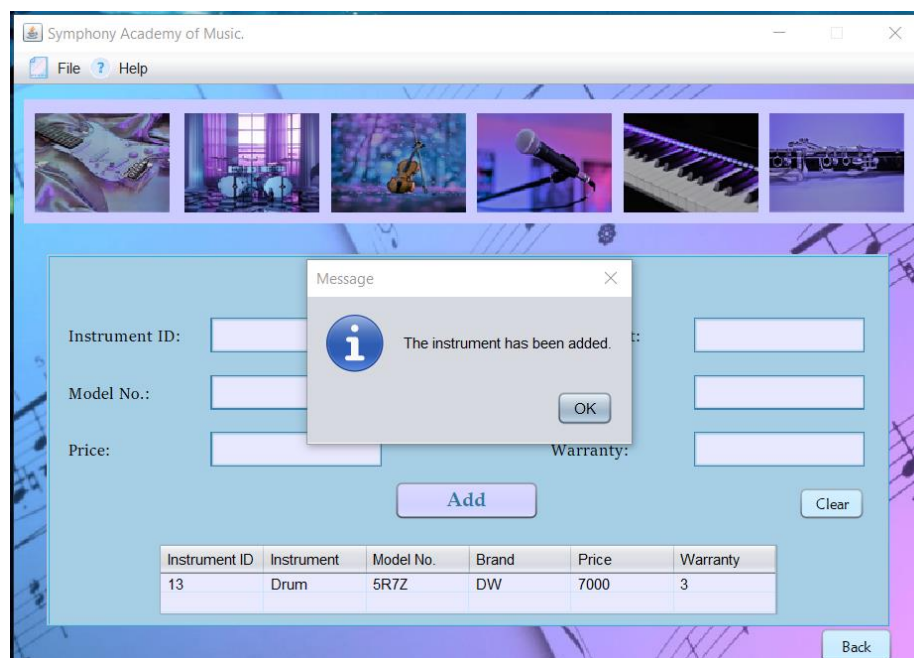 Symphony Academy of Music.
File ? Help
Message
Instrument ID:
The instrument has been added.
t:
Model No.:
OK
Price:
Warranty:
Add
Clear
Instrument ID Instrument Model No. Brand Price Warranty
13 Drum 5R7Z DW 7000 3
Back